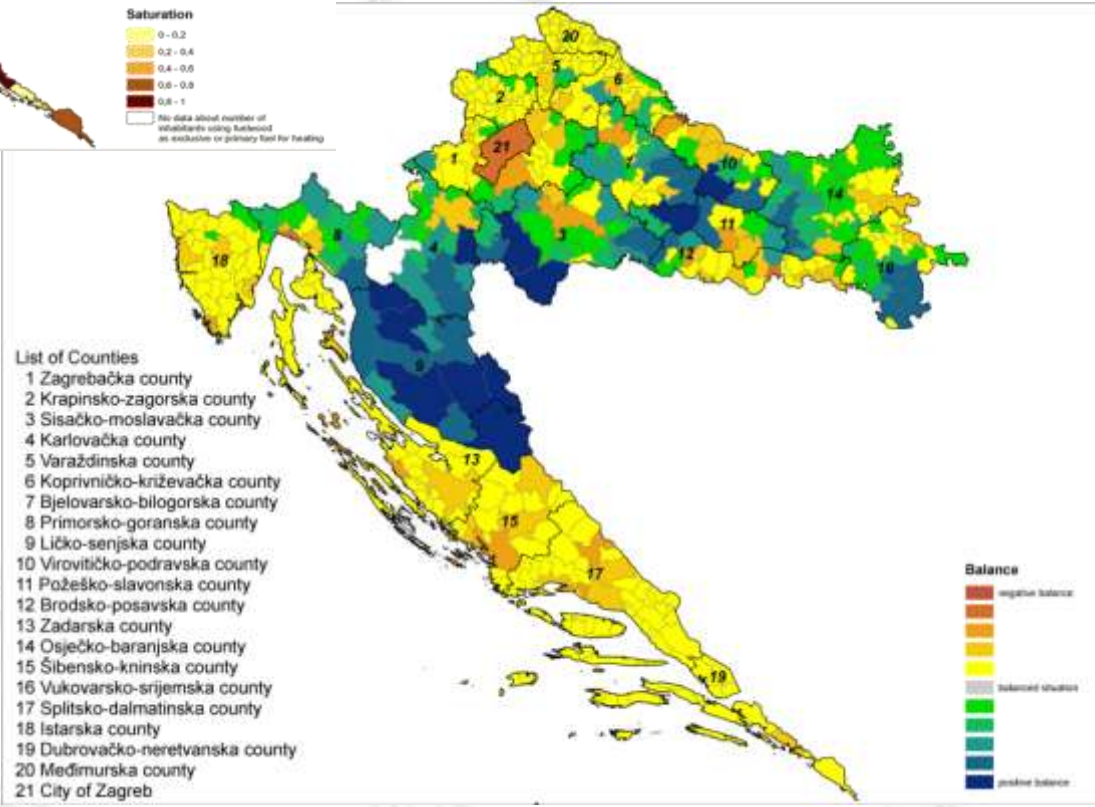 Saturation
0 - 0,2
0,2 - 0,4
0,4 - 0,6
0,6 - 0,8
0,8 - 1
No data about number of
inhabitants using fuelwood
as exclusive or primary fuel for heating
20
5
6
2
1
21
7
10
14
8
4
3
11
12
16
18
9
13
15
17
19
List of Counties
1 Zagrebačka county
2 Krapinsko-zagorska county
3 Sisačko-moslavačka county
4 Karlovačka county
5 Varaždinska county
6 Koprivničko-križevačka county
7 Bjelovarsko-bilogorska county
8 Primorsko-goranska county
9 Ličko-senjska county
10 Virovitičko-podravska county
11 Požeško-slavonska county
12 Brodsko-posavska county
13 Zadarska county
14 Osječko-baranjska county
15 Šibensko-kninska county
16 Vukovarsko-srijemska county
17 Splitsko-dalmatinska county
18 Istarska county
19 Dubrovačko-neretvanska county
20 Međimurska county
21 City of Zagreb
Balance
negative balance
balanced situation
positive balance